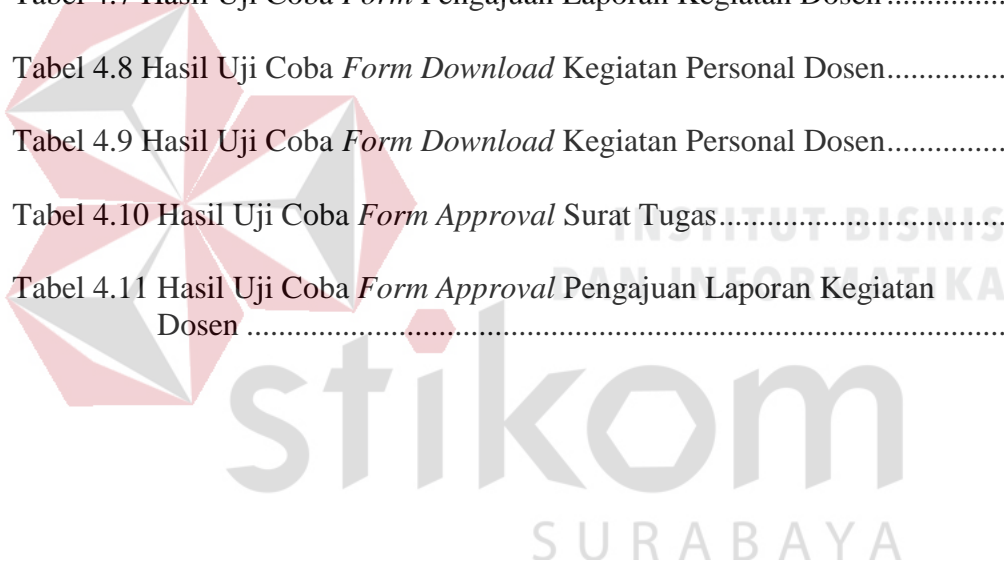 Tabel 4.7 Hasil Uji Coba Form Pengajuan Laporan Kegiatan Dosen...............
Tabel 4.8 Hasil Uji Coba Form Download Kegiatan Personal Dosen...............
Tabel 4.9 Hasil Uji Coba Form Download Kegiatan Personal Dosen...............
Tabel 4.10 Hasil Uji Coba Form Approval Surat Tugas....................................
INSTITUT BISNIS
Tabel 4.11 Hasil Uji Coba Form Approval Pengajuan Laporan Kegiatan
DAN INFORMATIKA
Dosen ................................................................................................
stikom
SURABAYA